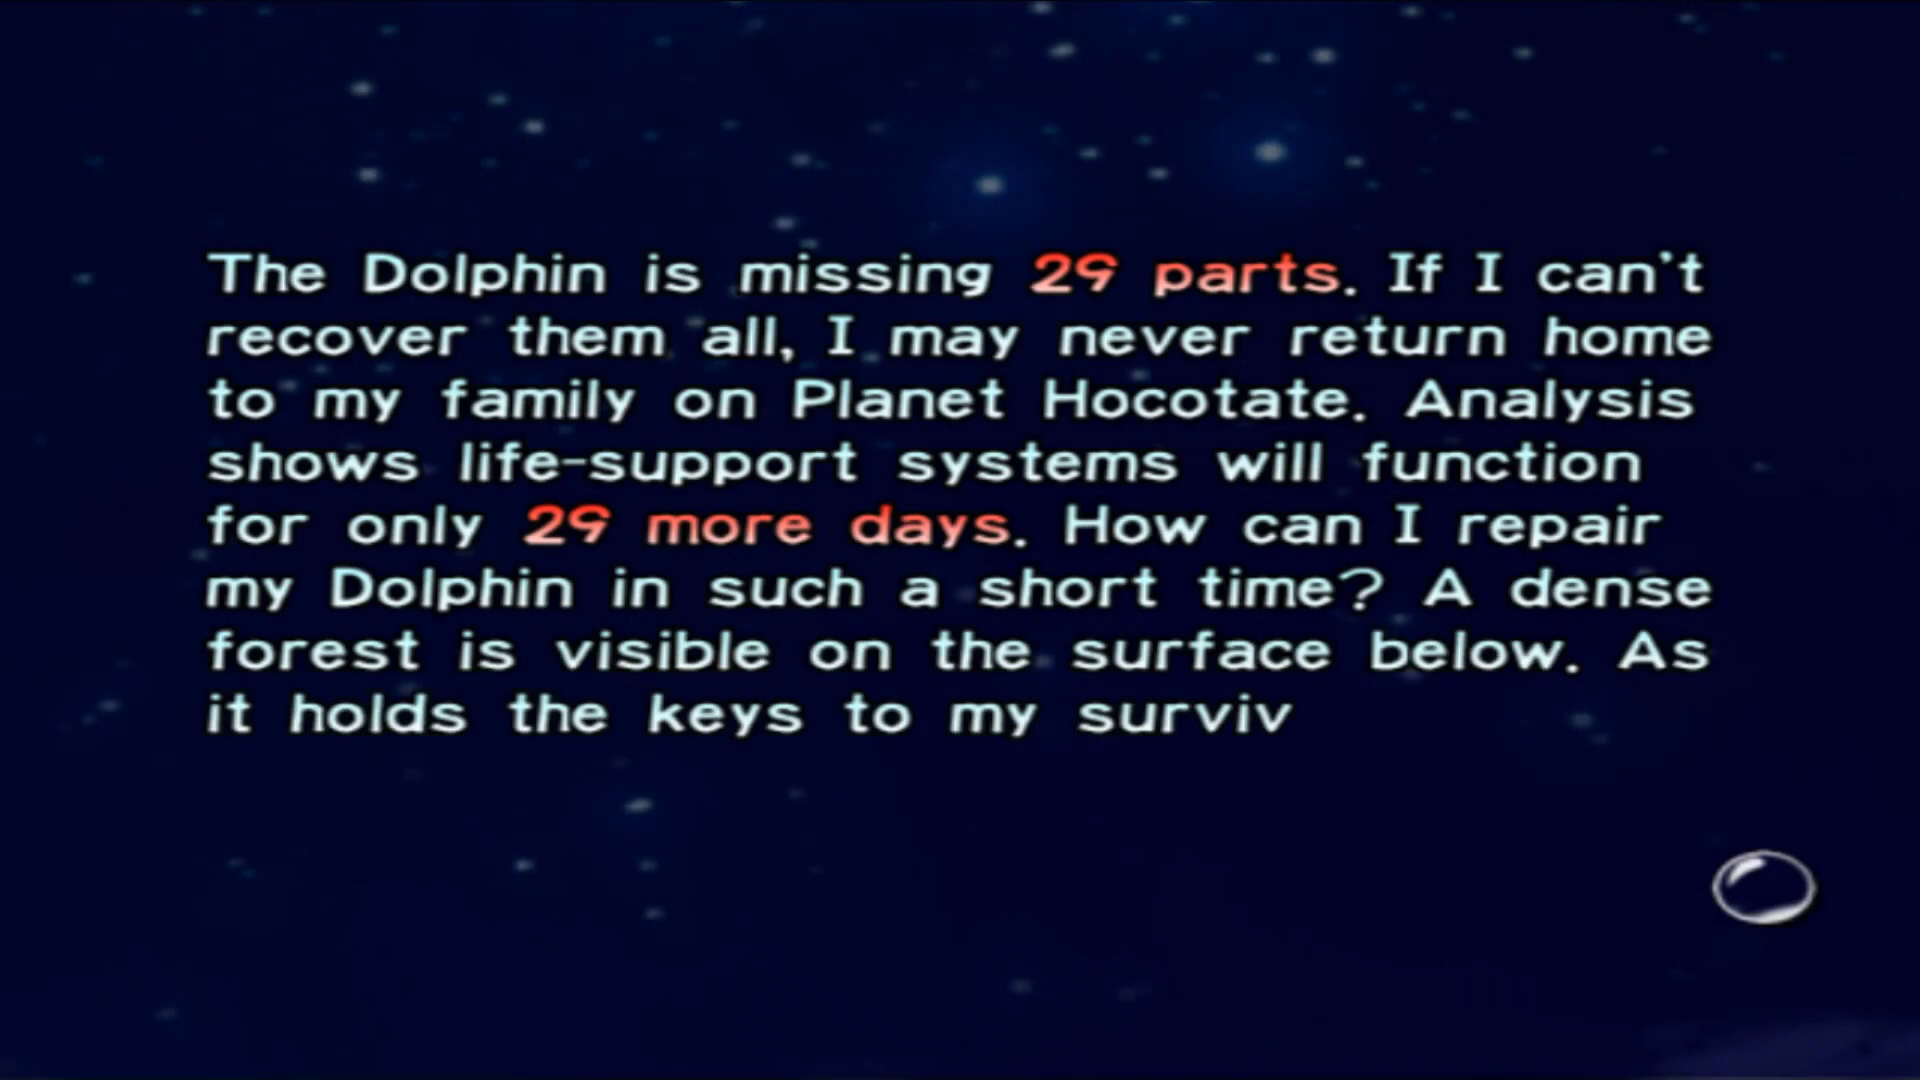 The Dolphin is missing 29 parts. If I can't
recover them all, I may never return home
to my family on Planet Hocotate. Analysis
shows life-support systems will function
for only 29 more days. How can I repair
my Dolphin in such a short time? A dense
forest is visible on the surface below. As
it holds the keys to my surviv